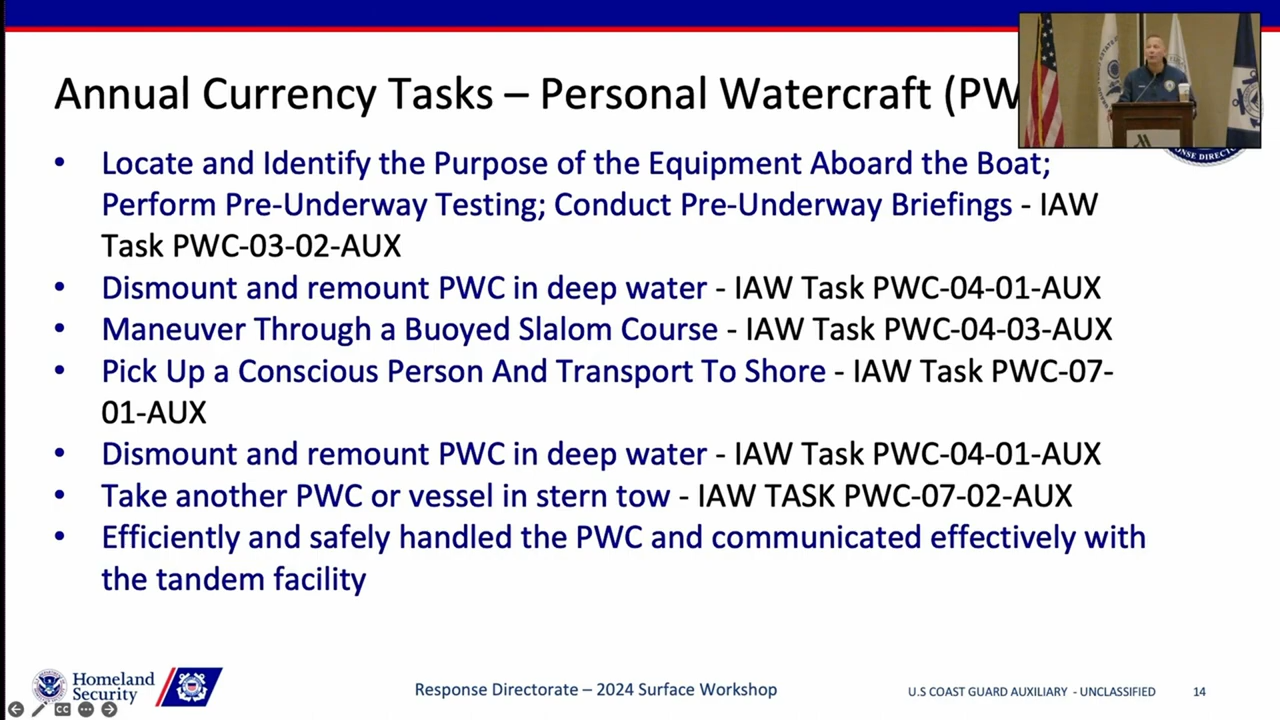 Annual Currency Tasks – Personal Watercraft (PW
• Locate and Identify the Purpose of the Equipment Aboard the Boat;
Perform Pre-Underway Testing; Conduct Pre-Underway Briefings - IAW
Task PWC-03-02-AUX
• Dismount and remount PWC in deep water - IAW Task PWC-04-01-AUX
• Maneuver Through a Buoyed Slalom Course - IAW Task PWC-04-03-AUX
• Pick Up a Conscious Person And Transport To Shore - IAW Task PWC-07-
01-AUX
• Dismount and remount PWC in deep water - IAW Task PWC-04-01-AUX
• Take another PWC or vessel in stern tow - IAW TASK PWC-07-02-AUX
• Efficiently and safely handled the PWC and communicated effectively with
the tandem facility
Homeland
Security
CC
Response Directorate – 2024 Surface Workshop
U.S COAST GUARD AUXILIARY - UNCLASSIFIED
14